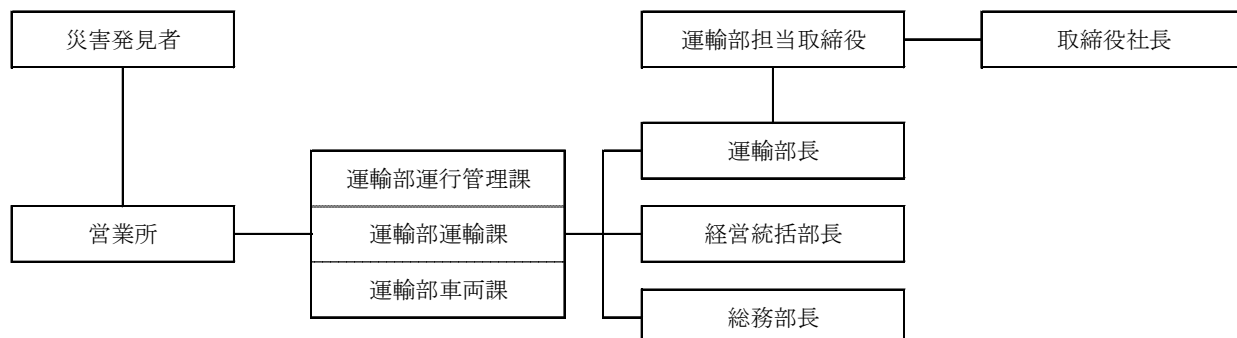 災害発見者
運輸部担当取締役
取締役社長
運輸部長
運輸部運行管理課
営業所
運輸部運輸課
経営統括部長
運輸部車両課
総務部長